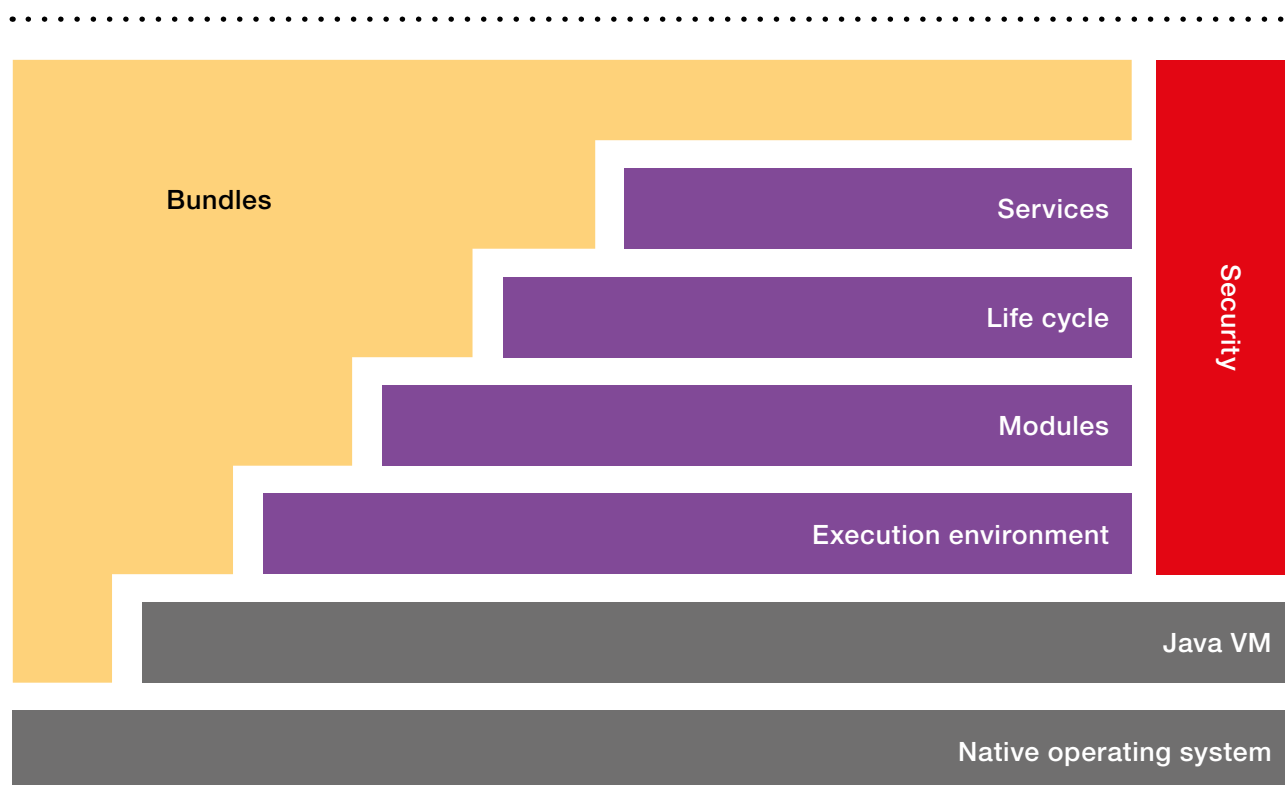 Bundles
Services
Life cycle
Security
Modules
Execution environment
Java VM
Native operating system